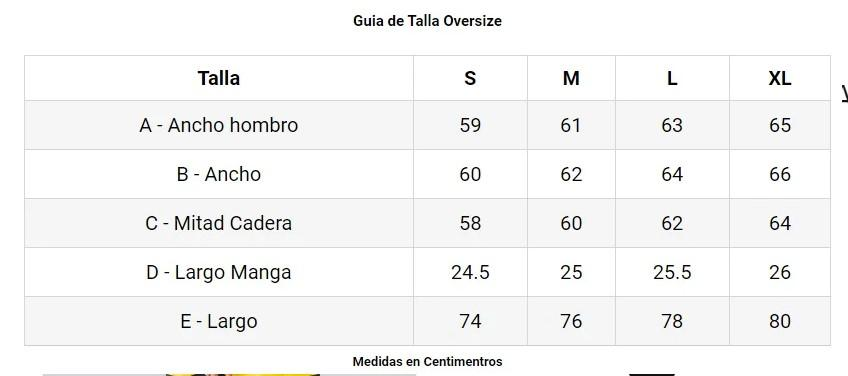 Guia de Talla Oversize
Talla S M L XL
A - Ancho hombro 59 61 63 65
B - Ancho 60 62 64 66
C - Mitad Cadera 58 60 62 64
D - Largo Manga 24.5 25 25.5 26
E - Largo 74 76 78 80
Medidas en Centimentros